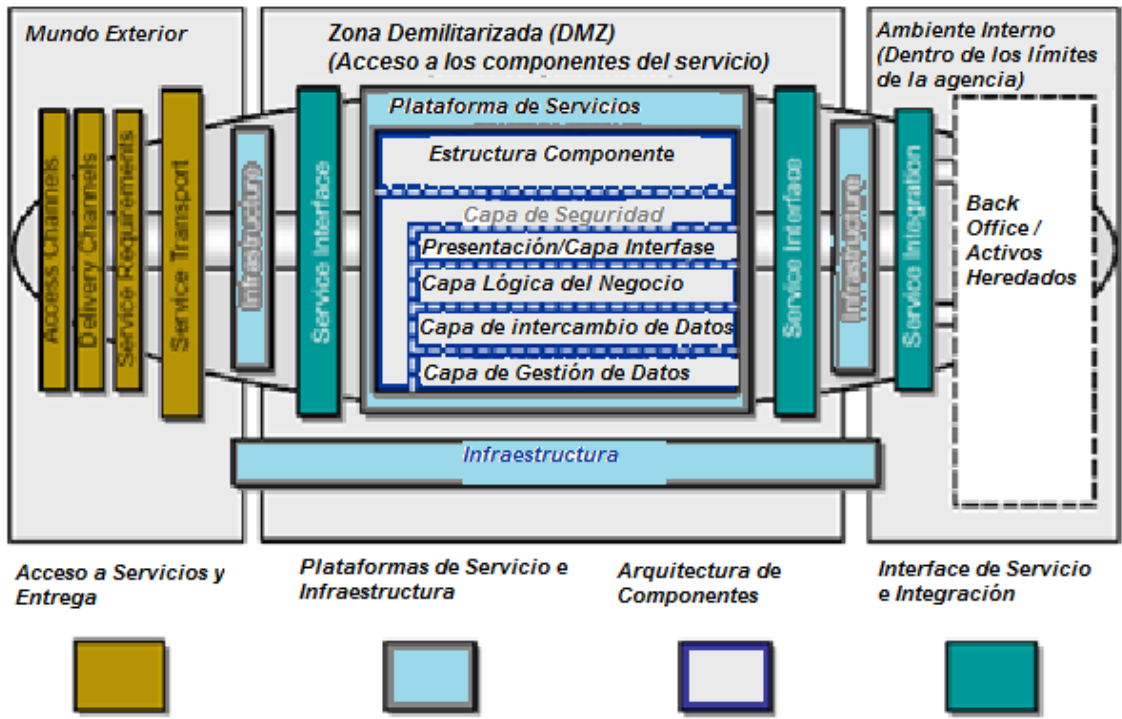 Mundo Exterior
Zona Demilitarizada (DMZ)
(Acceso a los componentes del servicio)
Ambiente Interno
(Dentro de los límites
de la agencia)
Access Channels
Delivery Channels
Service Requirements
Service Transport
Infrastructure
Service Interface
Plataforma de Servicios
Estructura Componente
Capa de Seguridad
Presentación/Capa Interfase
Capa Lógica del Negocio
Capa de intercambio de Datos
Capa de Gestión de Datos
Service Interface
Infrastructure
Service Integration
Back
Office /
Activos
Heredados
Infraestructura
Acceso a Servicios y
Entrega
Plataformas de Servicio e
Infraestructura
Arquitectura de
Componentes
Interface de Servicio
e Integración